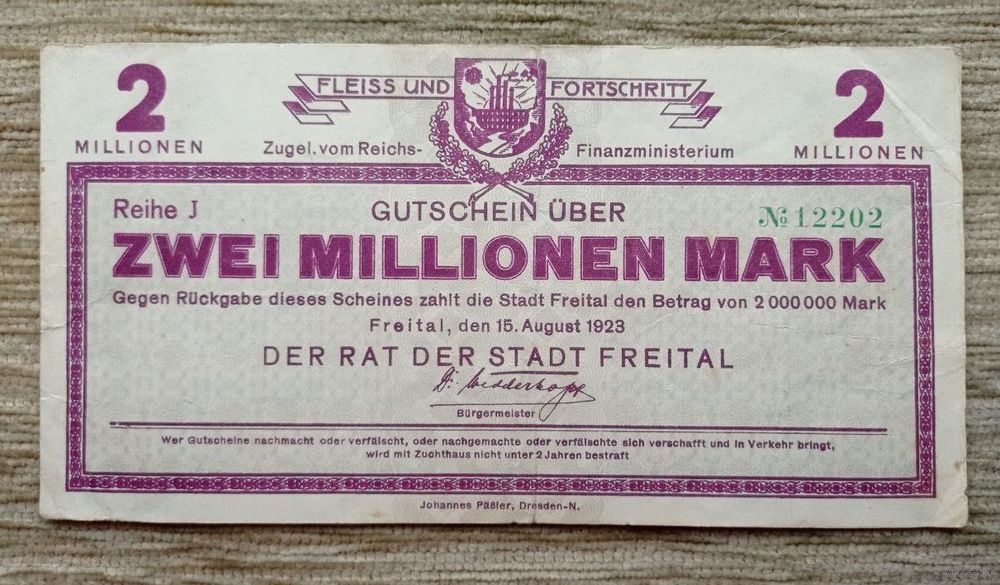 2 FLEISS UND FORTSCHRITT 2
MILLIONEN Zugel. vom Reichs- Finanzministerium MILLIONEN
Reihe J GUTSCHEIN ÜBER № 12202
ZWEI MILLIONEN MARK
Gegen Rückgabe dieses Scheines zahlt die Stadt Freital den Betrag von 2 000 000 Mark
Freital, den 15. August 1923
DER RAT DER STADT FREITAL
Dr. Wedderkopf
Bürgermeister
Wer Gutscheine nachmacht oder verfälscht, oder nachgemachte oder verfälschte sich verschafft und in Verkehr bringt,
wird mit Zuchthaus nicht unter 2 Jahren bestraft
Johannes Päßler, Dresden-N.